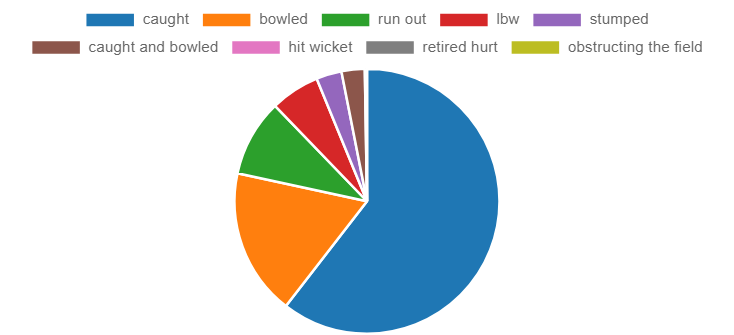 caught bowled run out lbw stumped
caught and bowled hit wicket retired hurt obstructing the field